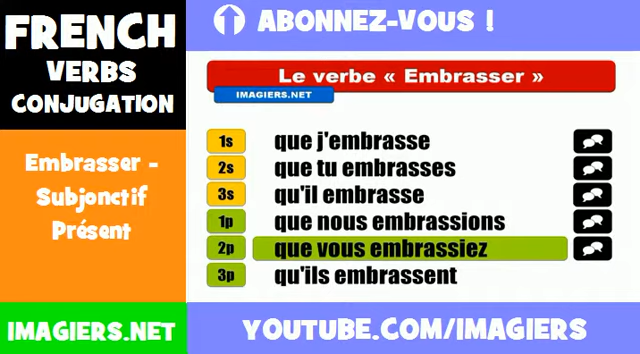 FRENCH
VERBS
CONJUGATION
Embrasser -
Subjonctif
Présent
IMAGIERS.NET
ABONNEZ-VOUS !
Le verbe « Embrasser »
IMAGIERS.NET
1s que j'embrasse
2s que tu embrasses
3s qu'il embrasse
1p que nous embrassions
2p que vous embrassiez
3p qu'ils embrassent
YOUTUBE.COM/IMAGIERS